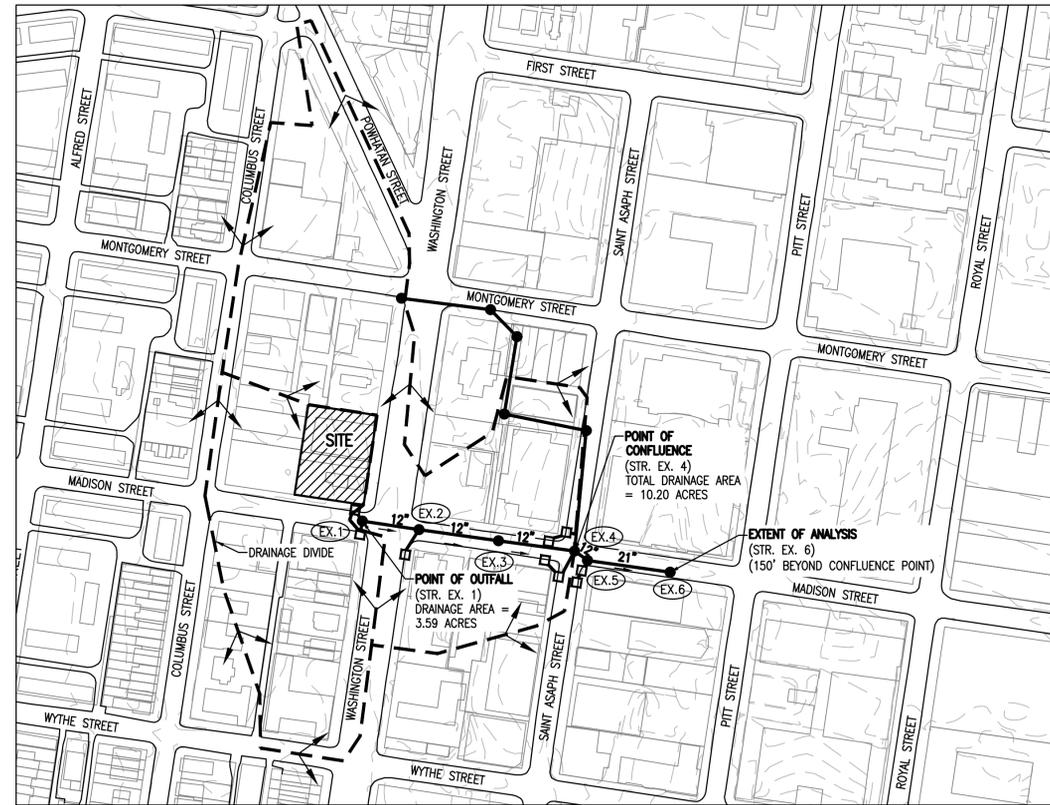 FIRST STREET
ALFRED STREET
COLUMBUS STREET
POWHATAN STREET
WASHINGTON STREET
SAINT ASAPH STREET
PITT STREET
ROYAL STREET
MONTGOMERY STREET
MONTGOMERY STREET
MONTGOMERY STREET
SITE
POINT OF
CONFLUENCE
(STR. EX. 4)
TOTAL DRAINAGE AREA
= 10.20 ACRES
MADISON STREET
EX.1
12"
EX.2
12"
EX.3
12"
EX.4
12"
EX.5
21"
EX.6
EXTENT OF ANALYSIS
(STR. EX. 6)
(150' BEYOND CONFLUENCE POINT)
DRAINAGE DIVIDE
POINT OF OUTFALL
(STR. EX. 1)
DRAINAGE AREA =
3.59 ACRES
MADISON STREET
COLUMBUS STREET
WASHINGTON STREET
SAINT ASAPH STREET
PITT STREET
ROYAL STREET
WYTHE STREET
WYTHE STREET